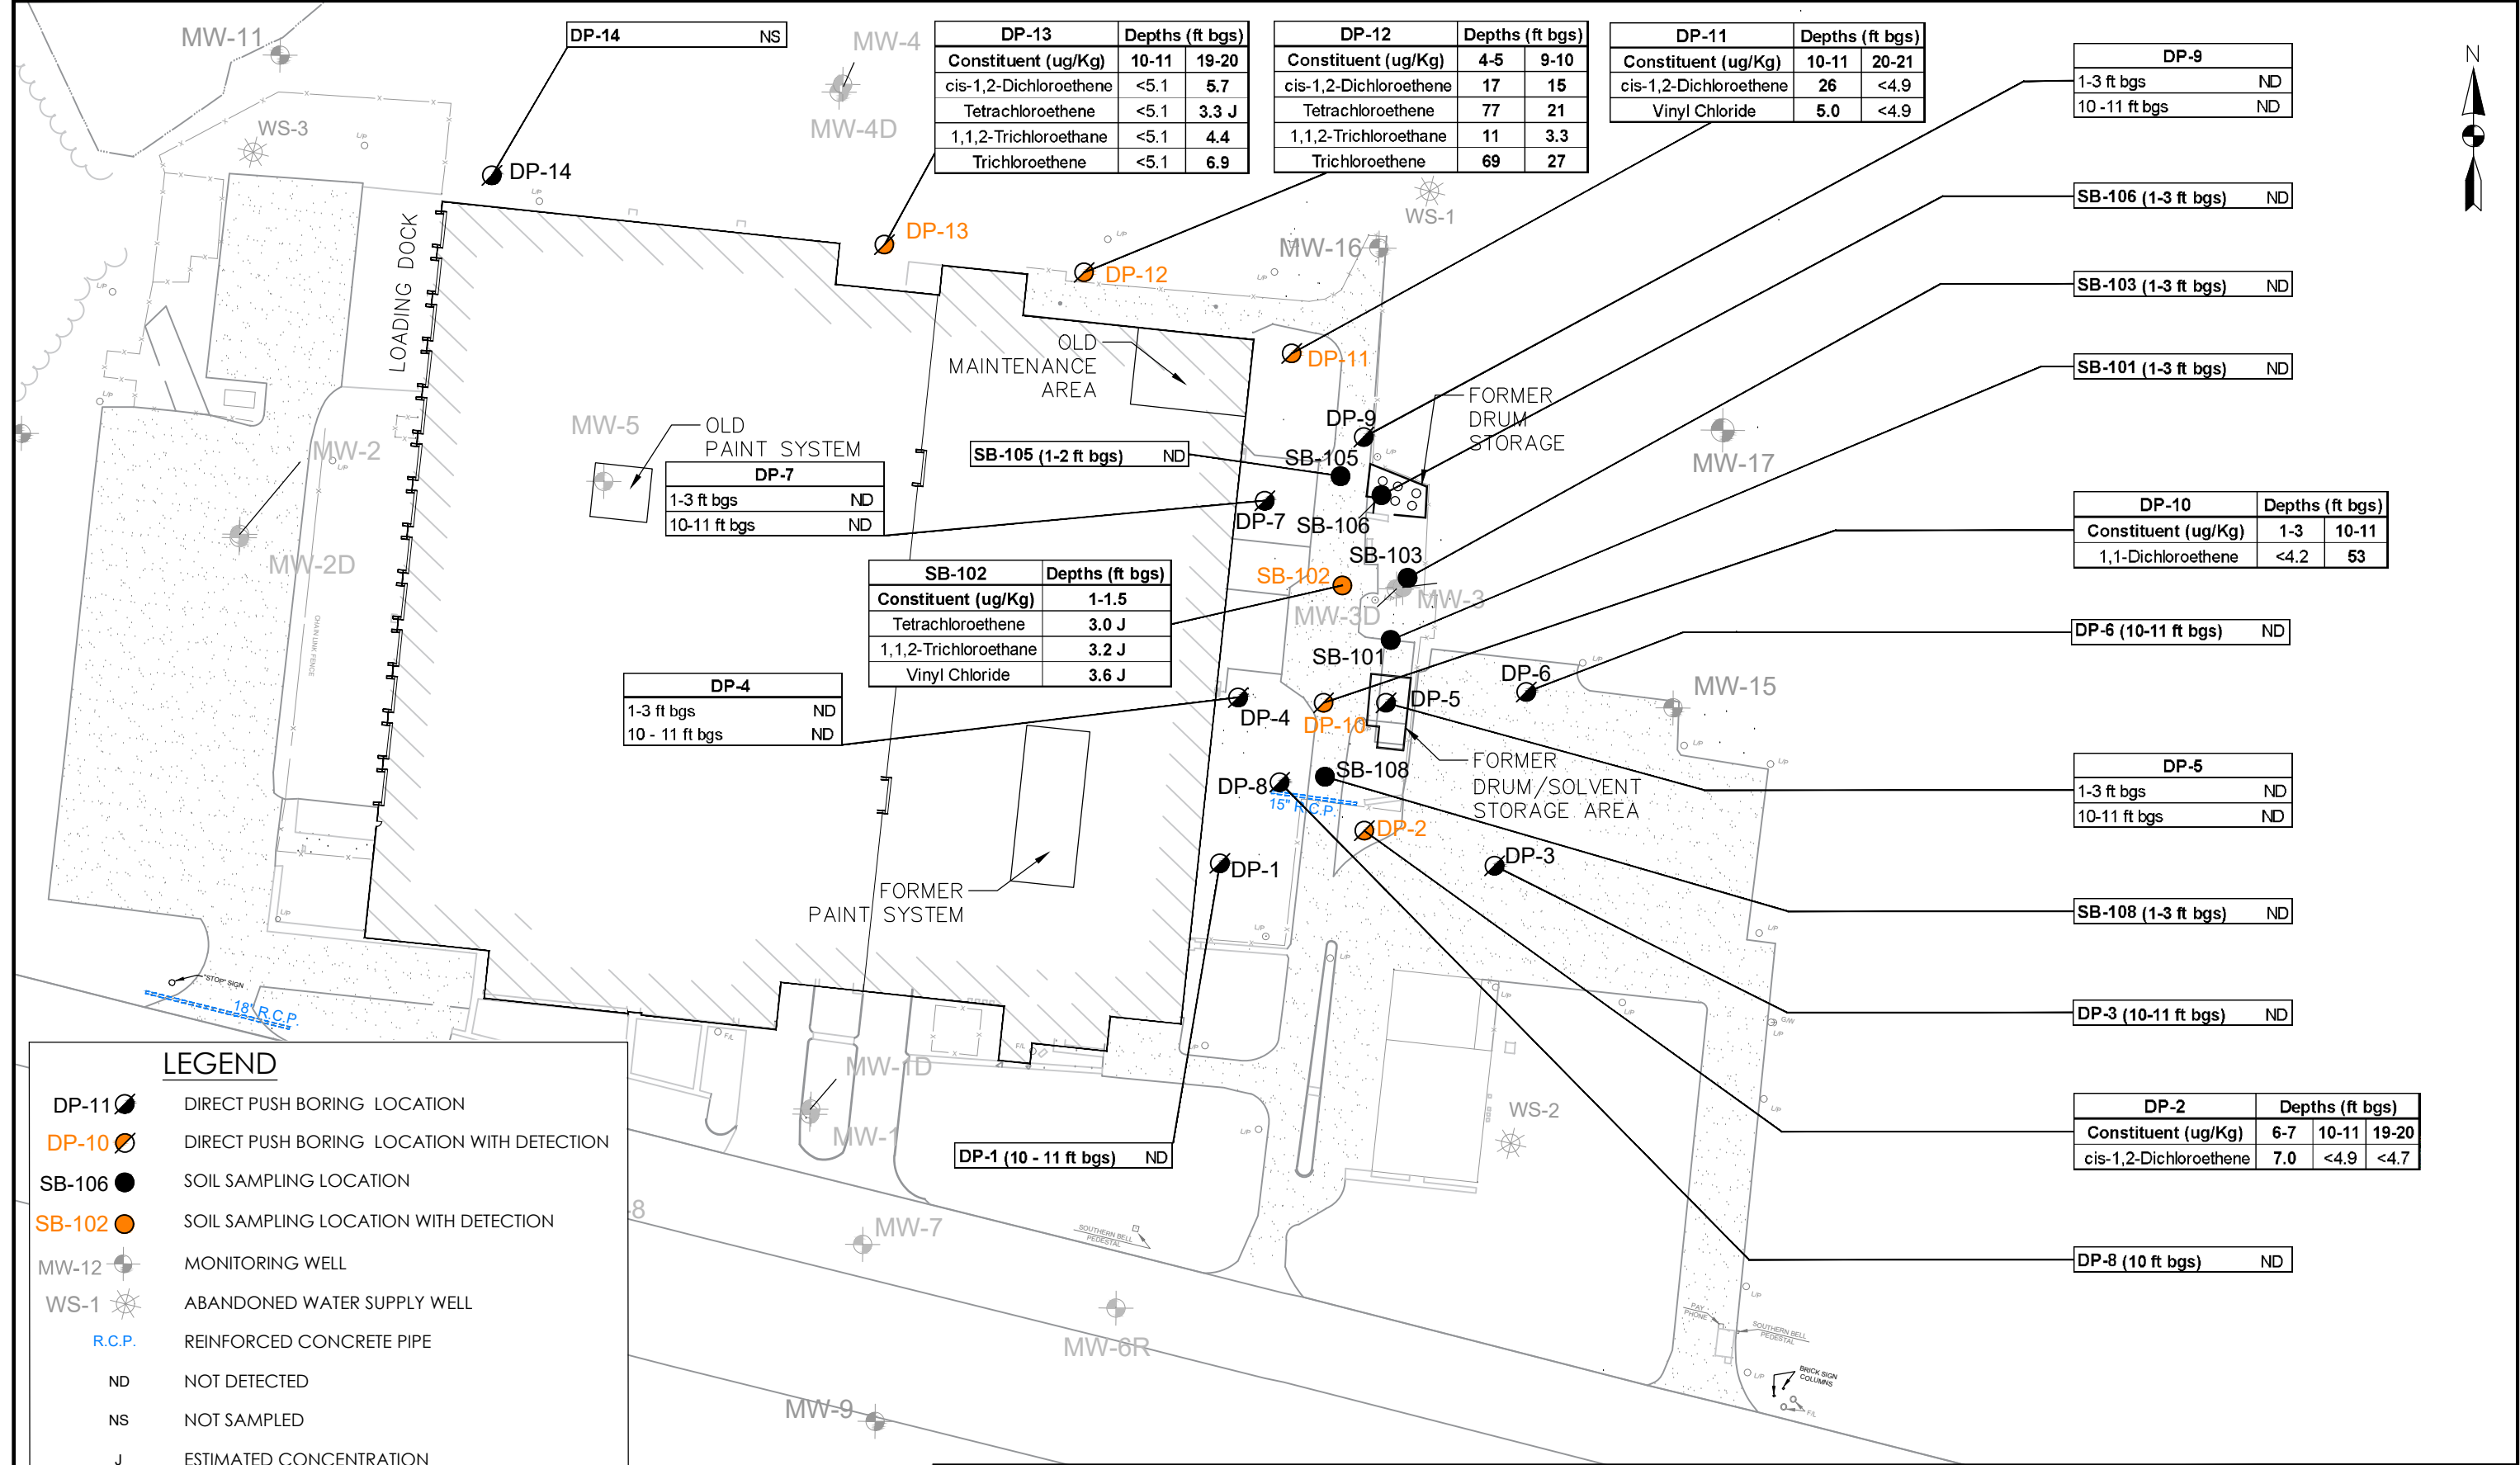 MW-11
DP-14 NS
MW-4
MW-4D
DP-13 Depths (ft bgs)
Constituent (ug/Kg) 10-11 19-20
cis-1,2-Dichloroethene <5.1 5.7
Tetrachloroethene <5.1 3.3 J
1,1,2-Trichloroethane <5.1 4.4
Trichloroethene <5.1 6.9
DP-12 Depths (ft bgs)
Constituent (ug/Kg) 4-5 9-10
cis-1,2-Dichloroethene 17 15
Tetrachloroethene 77 21
1,1,2-Trichloroethane 11 3.3
Trichloroethene 69 27
DP-11 Depths (ft bgs)
Constituent (ug/Kg) 10-11 20-21
cis-1,2-Dichloroethene 26 <4.9
Vinyl Chloride 5.0 <4.9
DP-9
1-3 ft bgs ND
10 -11 ft bgs ND
N
SB-106 (1-3 ft bgs) ND
SB-103 (1-3 ft bgs) ND
SB-101 (1-3 ft bgs) ND
WS-3
DP-14
L/P
L/P
DP-13
DP-12
L/P
WS-1
MW-16
L/P
LOADING DOCK
L/P
OLD
MAINTENANCE
AREA
DP-11
FORMER
DRUM
STORAGE
DP-9
MW-17
MW-2
L/P
L/P
MW-2D
CHAIN LINK FENCE
MW-5
OLD
PAINT SYSTEM
DP-7
1-3 ft bgs ND
10-11 ft bgs ND
SB-105 (1-2 ft bgs) ND
SB-105
L/P
DP-7
SB-106
SB-103
SB-102
MW-3D
MW-3
SB-102 Depths (ft bgs)
Constituent (ug/Kg) 1-1.5
Tetrachloroethene 3.0 J
1,1,2-Trichloroethane 3.2 J
Vinyl Chloride 3.6 J
DP-10 Depths (ft bgs)
Constituent (ug/Kg) 1-3 10-11
1,1-Dichloroethene <4.2 53
SB-101
DP-6 (10-11 ft bgs) ND
DP-6
L/P
MW-15
L/P
L/P
DP-4
1-3 ft bgs ND
10 - 11 ft bgs ND
DP-4
DP-10
DP-5
DP-8
SB-108
15" R.C.P.
FORMER
DRUM/SOLVENT
STORAGE AREA
DP-5
1-3 ft bgs ND
10-11 ft bgs ND
DP-2
DP-1
DP-3
FORMER
PAINT SYSTEM
L/P
SB-108 (1-3 ft bgs) ND
L/P
L/P
L/P
"STOP" SIGN
18" R.C.P.
DP-3 (10-11 ft bgs) ND
L/P
L/P
G/W
L/P
F/L
F/L
L/P
MW-1D
MW-1
WS-2
L/P
L/P
DP-1 (10 - 11 ft bgs) ND
DP-2 Depths (ft bgs)
Constituent (ug/Kg) 6-7 10-11 19-20
cis-1,2-Dichloroethene 7.0 <4.9 <4.7
DP-8 (10 ft bgs) ND
-8
MW-7
SOUTHERN BELL
PEDESTAL
MW-6R
MW-9
L/P
PAY
PHONE
SOUTHERN BELL
PEDESTAL
L/P
BRICK SIGN
COLUMNS
F/L
LEGEND
DP-11 DIRECT PUSH BORING LOCATION
DP-10 DIRECT PUSH BORING LOCATION WITH DETECTION
SB-106 SOIL SAMPLING LOCATION
SB-102 SOIL SAMPLING LOCATION WITH DETECTION
MW-12 MONITORING WELL
WS-1 ABANDONED WATER SUPPLY WELL
R.C.P. REINFORCED CONCRETE PIPE
ND NOT DETECTED
NS NOT SAMPLED
J ESTIMATED CONCENTRATION